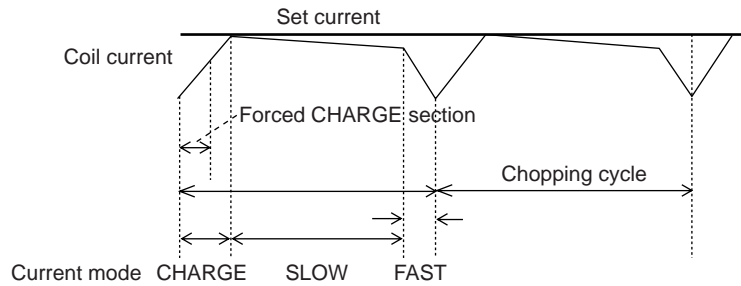 Set current
Coil current
Forced CHARGE section
Chopping cycle
Current mode CHARGE SLOW FAST